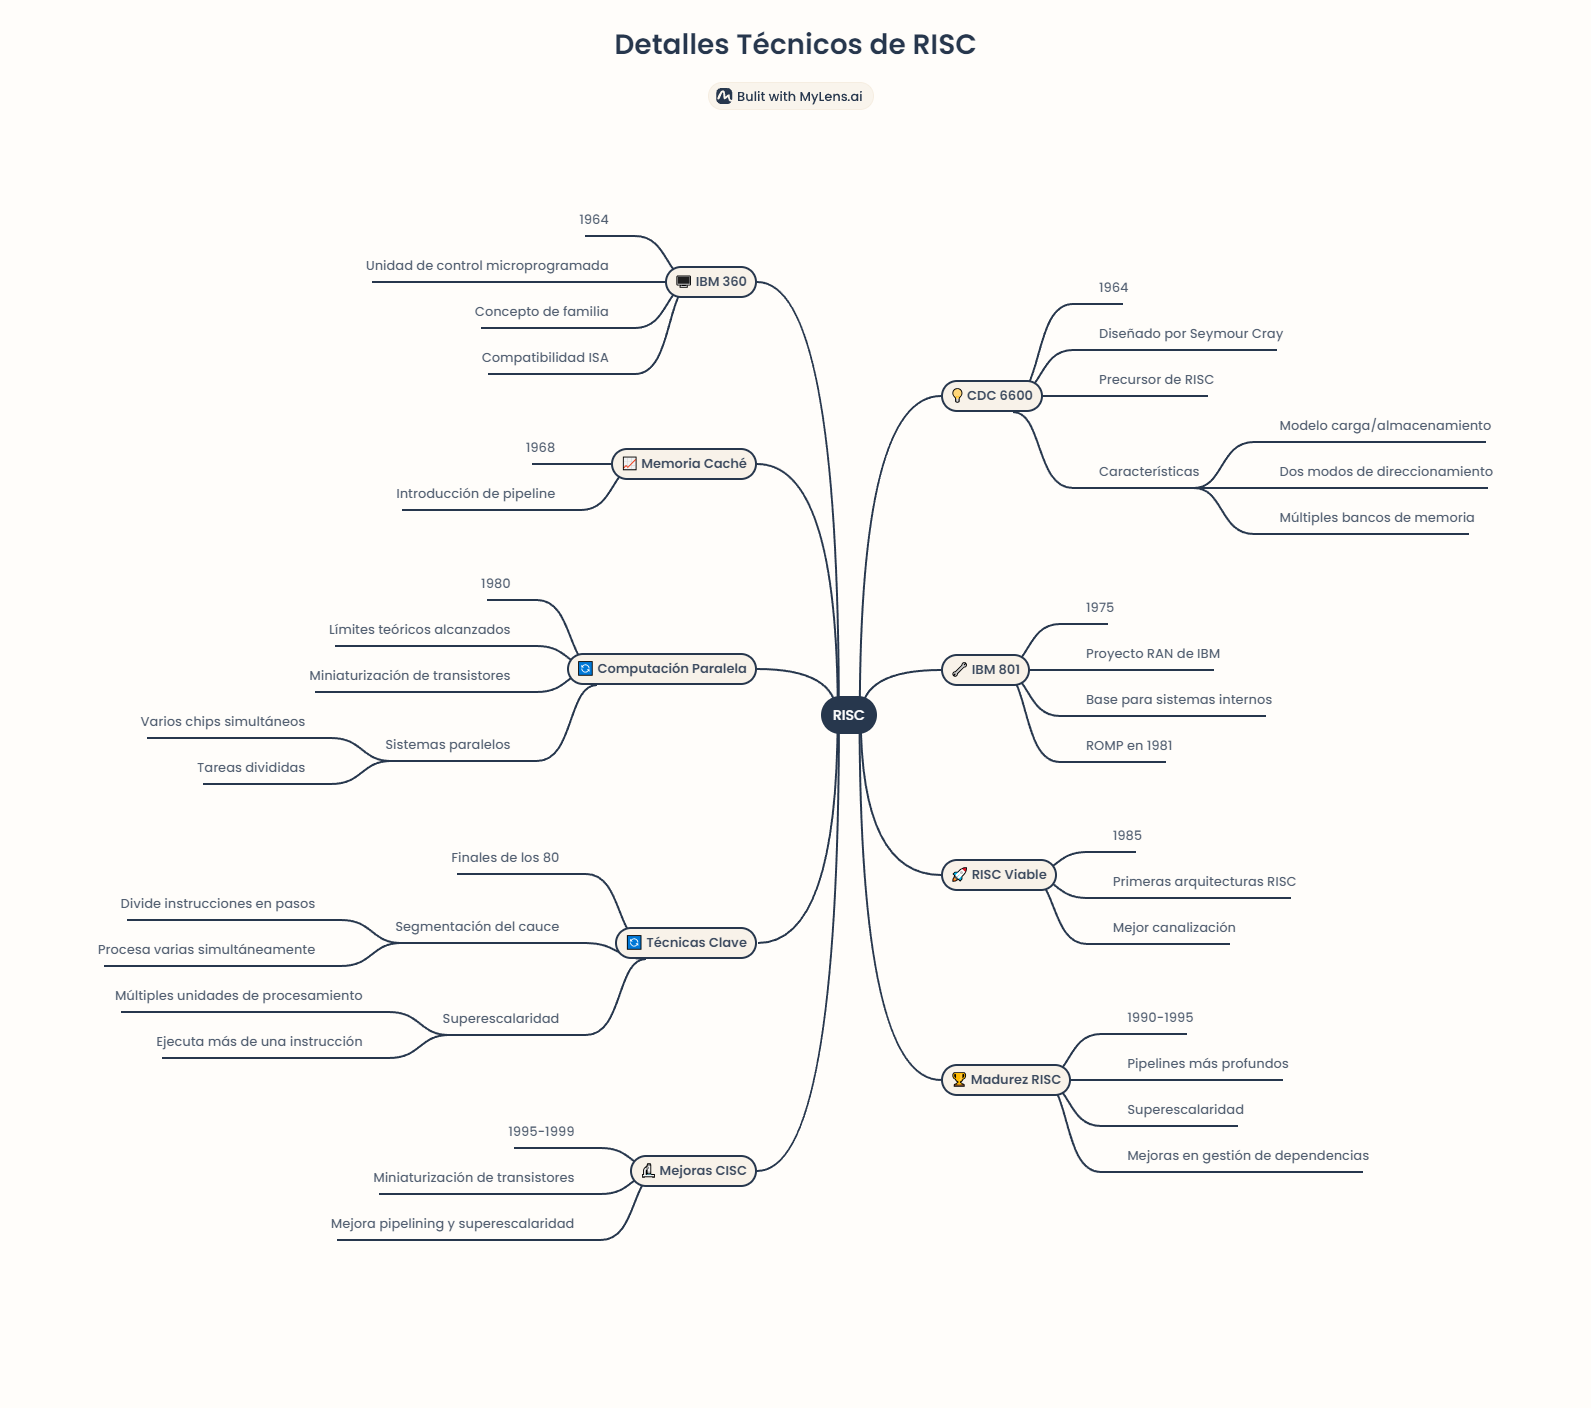 Detalles Técnicos de RISC
Bulit with MyLens.ai
RISC
IBM 360
1964
Unidad de control microprogramada
Concepto de familia
Compatibilidad ISA
Memoria Caché
1968
Introducción de pipeline
Computación Paralela
1980
Límites teóricos alcanzados
Miniaturización de transistores
Sistemas paralelos
Varios chips simultáneos
Tareas divididas
Técnicas Clave
Finales de los 80
Segmentación del cauce
Divide instrucciones en pasos
Procesa varias simultáneamente
Superescalaridad
Múltiples unidades de procesamiento
Ejecuta más de una instrucción
Mejoras CISC
1995-1999
Miniaturización de transistores
Mejora pipelining y superescalaridad
CDC 6600
1964
Diseñado por Seymour Cray
Precursor de RISC
Características
Modelo carga/almacenamiento
Dos modos de direccionamiento
Múltiples bancos de memoria
IBM 801
1975
Proyecto RAN de IBM
Base para sistemas internos
ROMP en 1981
RISC Viable
1985
Primeras arquitecturas RISC
Mejor canalización
Madurez RISC
1990-1995
Pipelines más profundos
Superescalaridad
Mejoras en gestión de dependencias